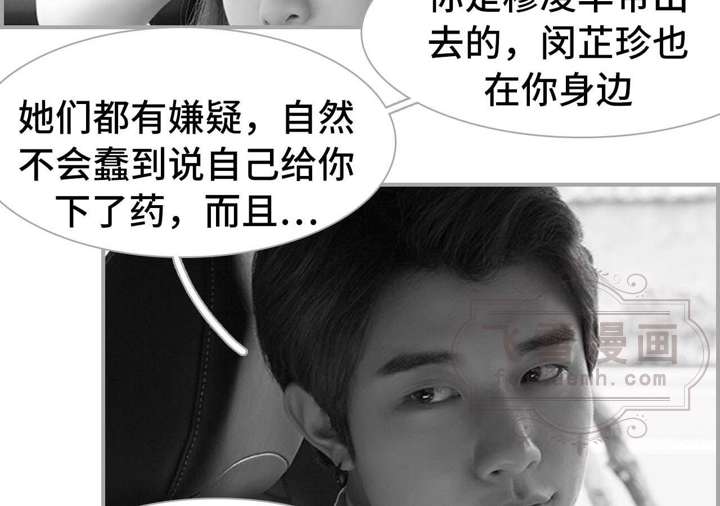 去的，闵芷珍也
在你身边
她们都有嫌疑，自然
不会蠢到说自己给你
下了药，而且…
漫画